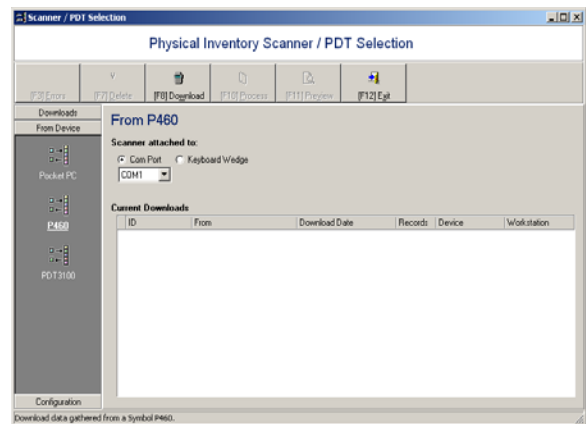 Scanner / PDT Selection
Physical Inventory Scanner / PDT Selection
[F3] Errors [F7] Delete [F8] Download [F10] Process [F11] Preview [F12] Exit
Downloads
From Device
Pocket PC
P460
PDT3100
Configuration
From P460
Scanner attached to:
Com Port Keyboard Wedge
COM1
Current Downloads
ID From Download Date Records Device Workstation
Download data gathered from a Symbol P460.